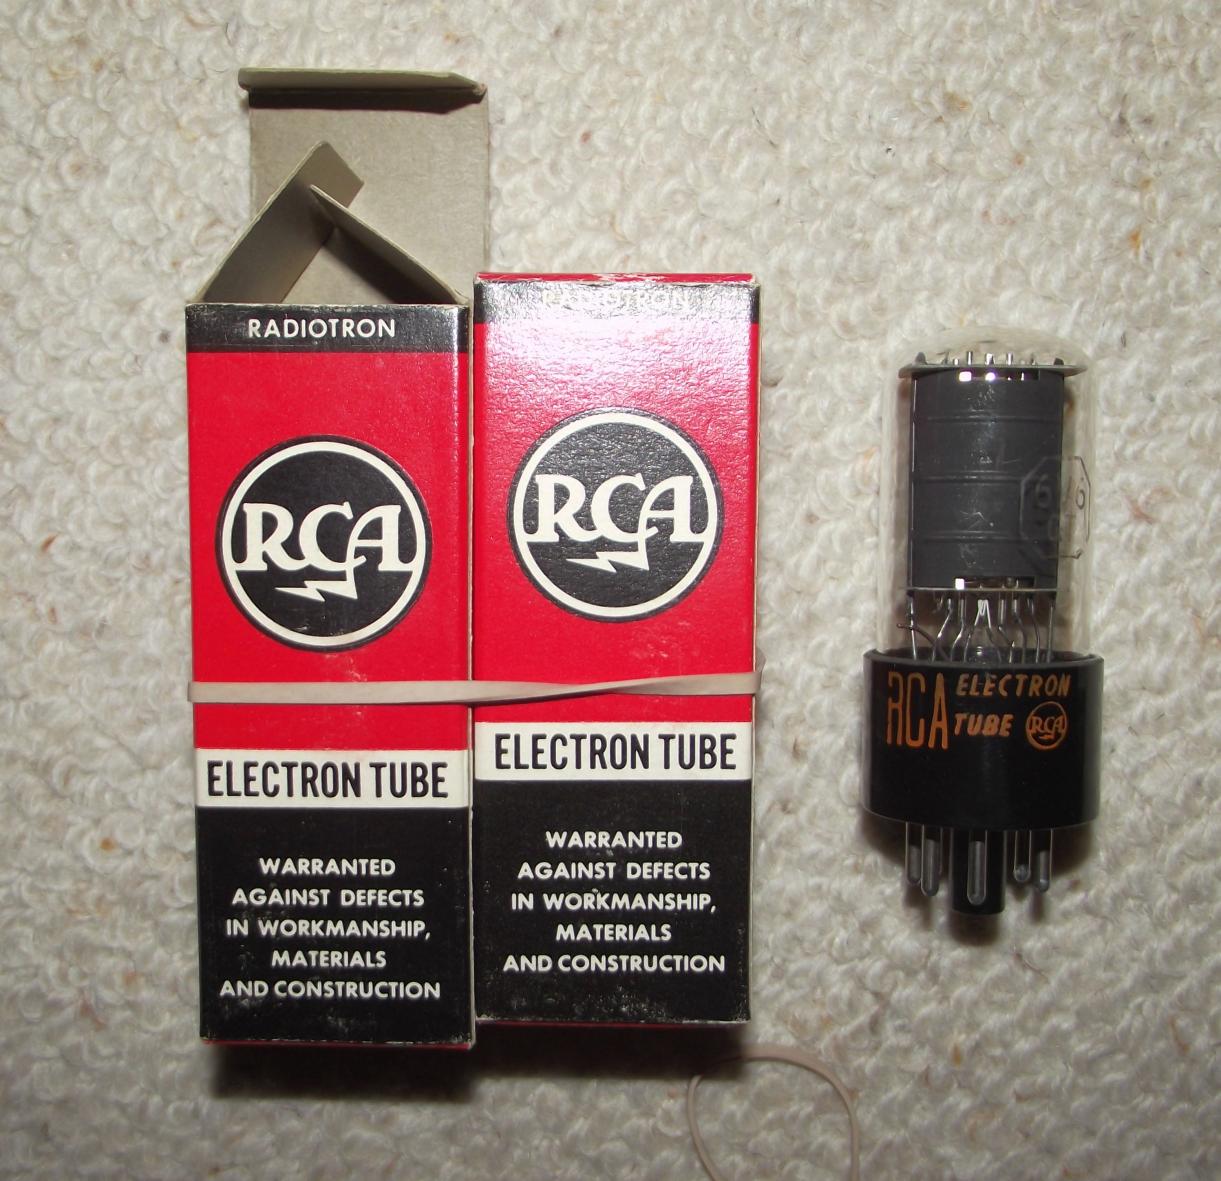 RADIOTRON
RCA
ELECTRON TUBE
WARRANTED
AGAINST DEFECTS
IN WORKMANSHIP,
MATERIALS
AND CONSTRUCTION
RADIOTRON
RCA
ELECTRON TUBE
WARRANTED
AGAINST DEFECTS
IN WORKMANSHIP,
MATERIALS
AND CONSTRUCTION
RCA ELECTRON
TUBE RCA